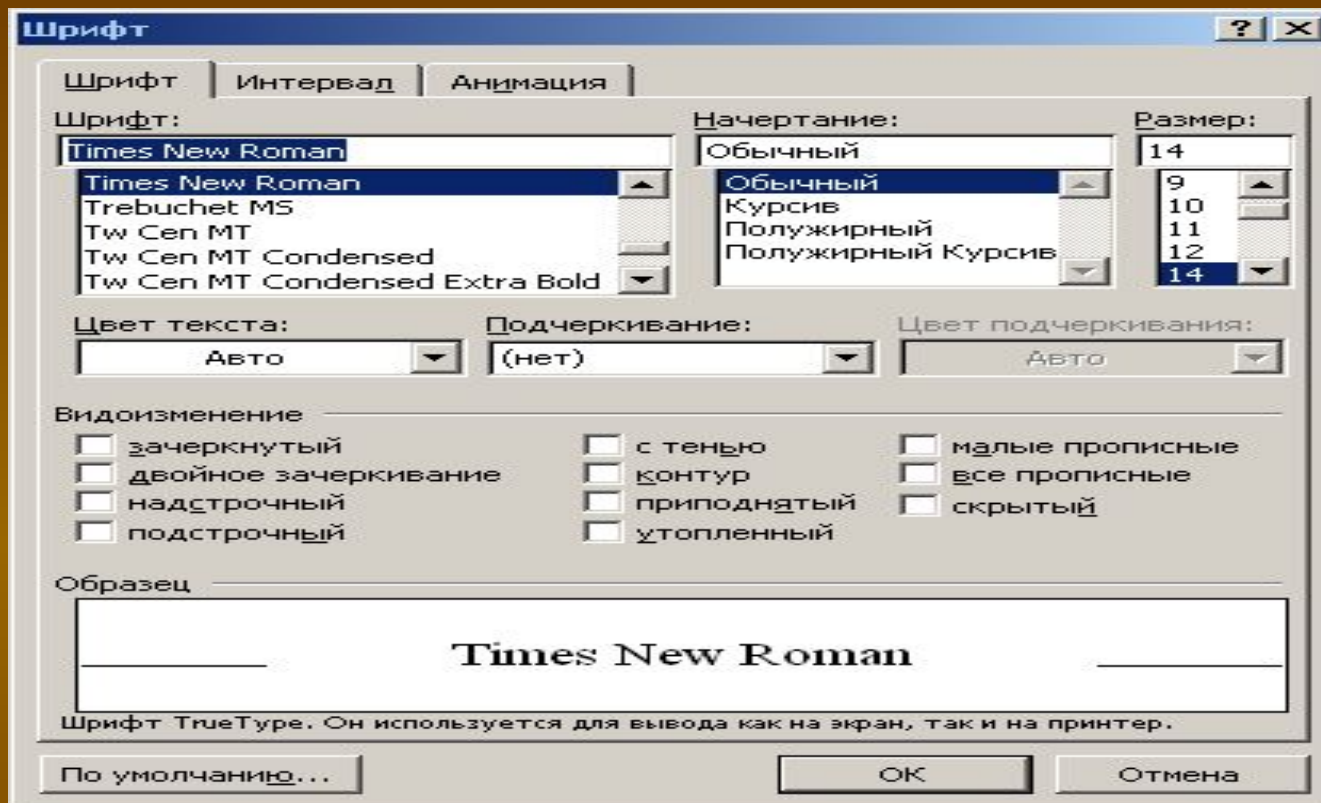 Шрифт
Шрифт Интервал Анимация
Шрифт: Начертание: Размер:
Times New Roman Обычный 14
Times New Roman Обычный 9
Trebuchet MS Курсив 10
Tw Cen MT Полужирный 11
Tw Cen MT Condensed Полужирный Курсив 12
Tw Cen MT Condensed Extra Bold 14
Цвет текста: Подчеркивание: Цвет подчеркивания:
Авто (нет) Авто
Видоизменение
зачеркнутый с тенью малые прописные
двойное зачеркивание контур все прописные
надстрочный приподнятый скрытый
подстрочный утопленный
Образец
Times New Roman
Шрифт TrueType. Он используется для вывода как на экран, так и на принтер.
По умолчанию... ОК Отмена